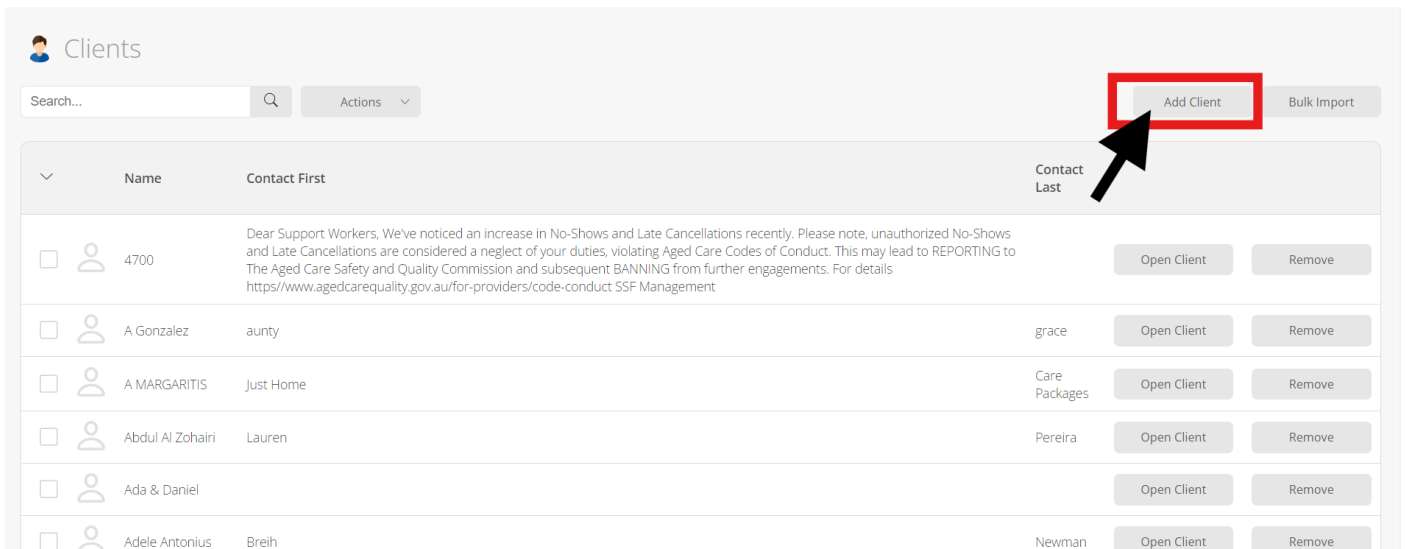 Clients
Search...
Actions
Add Client
Bulk Import
Name
Contact First
Contact
Last
4700
Dear Support Workers, We've noticed an increase in No-Shows and Late Cancellations recently. Please note, unauthorized No-Shows
and Late Cancellations are considered a neglect of your duties, violating Aged Care Codes of Conduct. This may lead to REPORTING to
The Aged Care Safety and Quality Commission and subsequent BANNING from further engagements. For details
https//www.agedcarequality.gov.au/for-providers/code-conduct SSF Management
Open Client
Remove
A Gonzalez
aunty
grace
Open Client
Remove
A MARGARITIS
Just Home
Care
Packages
Open Client
Remove
Abdul Al Zohairi
Lauren
Pereira
Open Client
Remove
Ada & Daniel
Open Client
Remove
Adele Antonius
Breih
Newman
Open Client
Remove